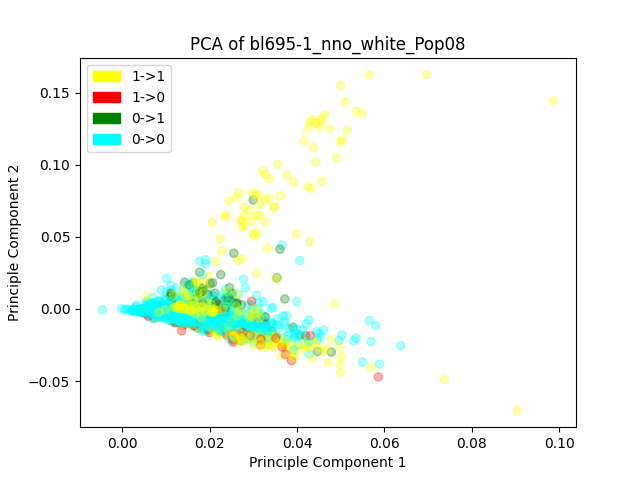 PCA of bl695-1_nno_white_Pop08
1->1
1->0
0->1
0->0
0.15
0.10
0.05
0.00
−0.05
Principle Component 2
0.00 0.02 0.04 0.06 0.08 0.10
Principle Component 1